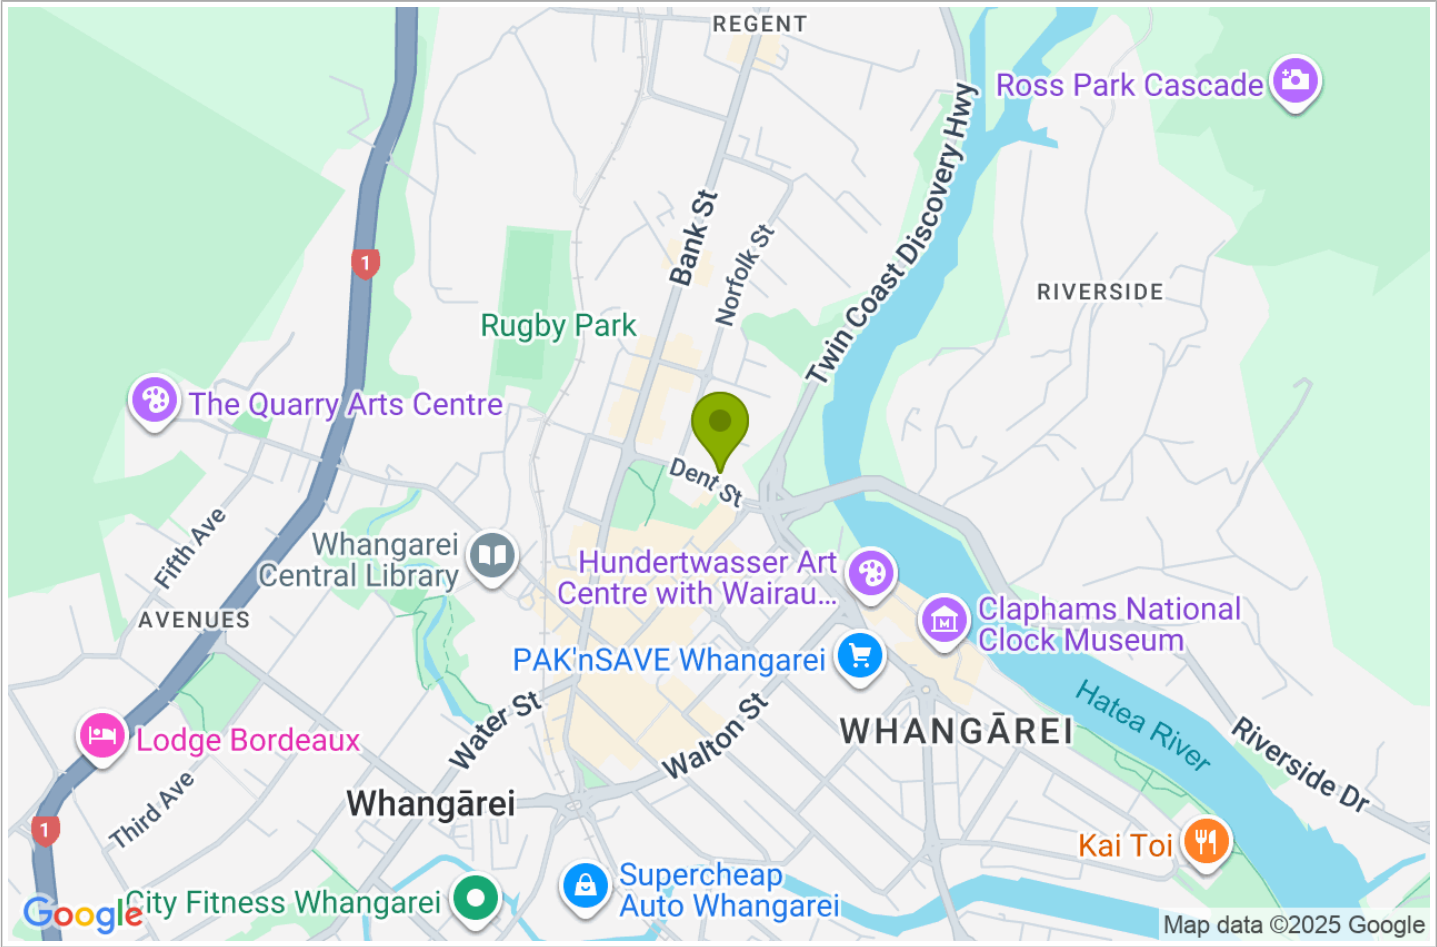 REGENT
Ross Park Cascade
Twin Coast Discovery Hwy
Bank St
Norfolk St
1
RIVERSIDE
Rugby Park
The Quarry Arts Centre
Dent St
Fifth Ave
Whangarei
Central Library
Hundertwasser Art
Centre with Wairau...
AVENUES
Claphams National
Clock Museum
PAK'nSAVE Whangarei
Hatea River
Water St
Walton St
WHANGĀREI
Riverside Dr
Lodge Bordeaux
Third Ave
Whangārei
1
Kai Toi
Supercheap
Auto Whangarei
City Fitness Whangarei
Google
Map data ©2025 Google